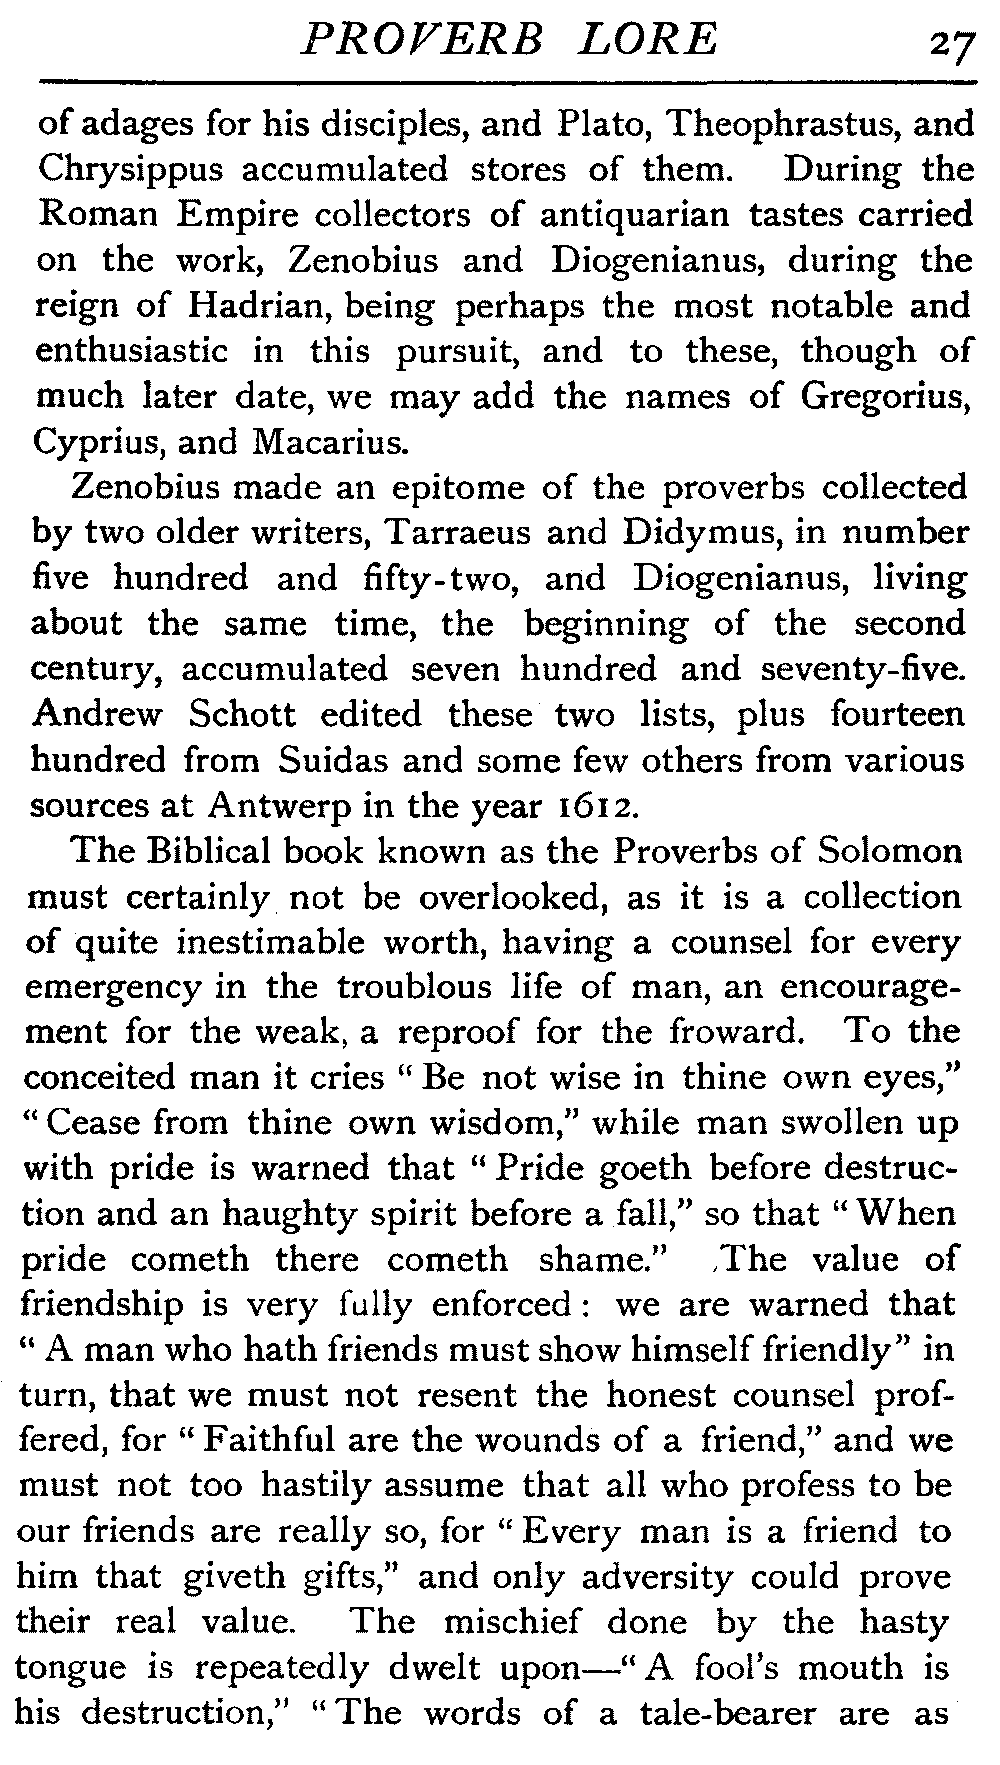 PROVERB LORE 27
of adages for his disciples, and Plato, Theophrastus, and
Chrysippus accumulated stores of them. During the
Roman Empire collectors of antiquarian tastes carried
on the work, Zenobius and Diogenianus, during the
reign of Hadrian, being perhaps the most notable and
enthusiastic in this pursuit, and to these, though of
much later date, we may add the names of Gregorius,
Cyprius, and Macarius.
Zenobius made an epitome of the proverbs collected
by two older writers, Tarraeus and Didymus, in number
five hundred and fifty-two, and Diogenianus, living
about the same time, the beginning of the second
century, accumulated seven hundred and seventy-five.
Andrew Schott edited these two lists, plus fourteen
hundred from Suidas and some few others from various
sources at Antwerp in the year 1612.
The Biblical book known as the Proverbs of Solomon
must certainly not be overlooked, as it is a collection
of quite inestimable worth, having a counsel for every
emergency in the troublous life of man, an encourage-
ment for the weak, a reproof for the froward. To the
conceited man it cries “Be not wise in thine own eyes,”
“Cease from thine own wisdom,” while man swollen up
with pride is warned that “Pride goeth before destruc-
tion and an haughty spirit before a fall,” so that “When
pride cometh there cometh shame.” The value of
friendship is very fully enforced: we are warned that
“A man who hath friends must show himself friendly” in
turn, that we must not resent the honest counsel prof-
fered, for “Faithful are the wounds of a friend,” and we
must not too hastily assume that all who profess to be
our friends are really so, for “Every man is a friend to
him that giveth gifts,” and only adversity could prove
their real value. The mischief done by the hasty
tongue is repeatedly dwelt upon—“A fool's mouth is
his destruction,” “The words of a tale-bearer are as